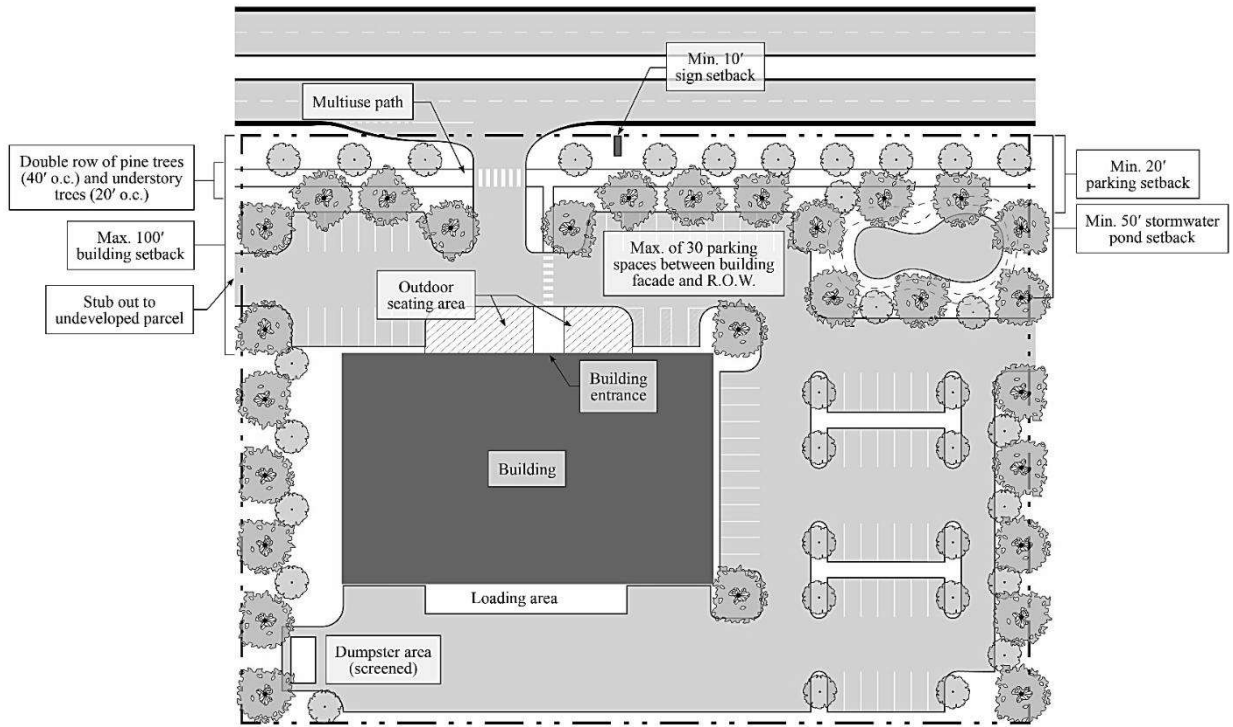 Min. 10′
sign setback
Multiuse path
Double row of pine trees
(40′ o.c.) and understory
trees (20′ o.c.)
Min. 20′
parking setback
Max. 100′
building setback
Min. 50′ stormwater
pond setback
Max. of 30 parking
spaces between building
facade and R.O.W.
Stub out to
undeveloped parcel
Outdoor
seating area
Building
entrance
Building
Loading area
Dumpster area
(screened)